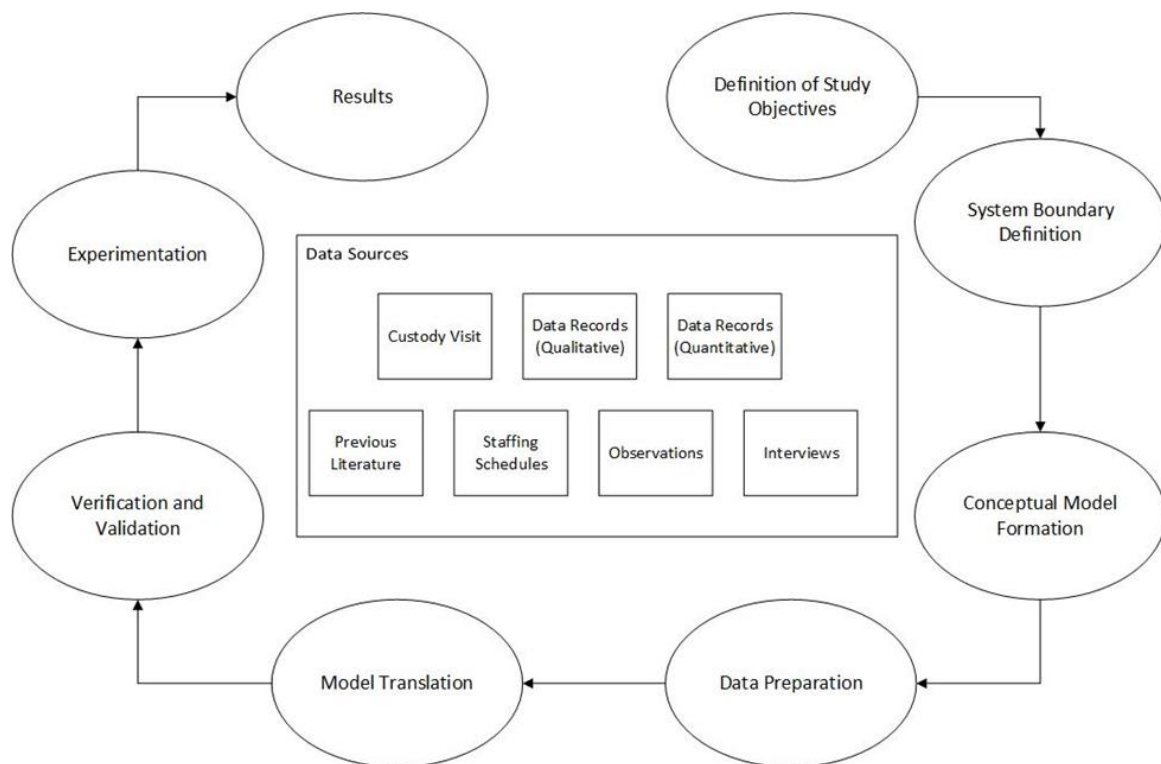 Results
Definition of Study
Objectives
System Boundary
Definition
Experimentation
Data Sources
Custody Visit
Data Records
(Qualitative)
Data Records
(Quantitative)
Previous
Literature
Staffing
Schedules
Observations
Interviews
Verification and
Validation
Conceptual Model
Formation
Model Translation
Data Preparation